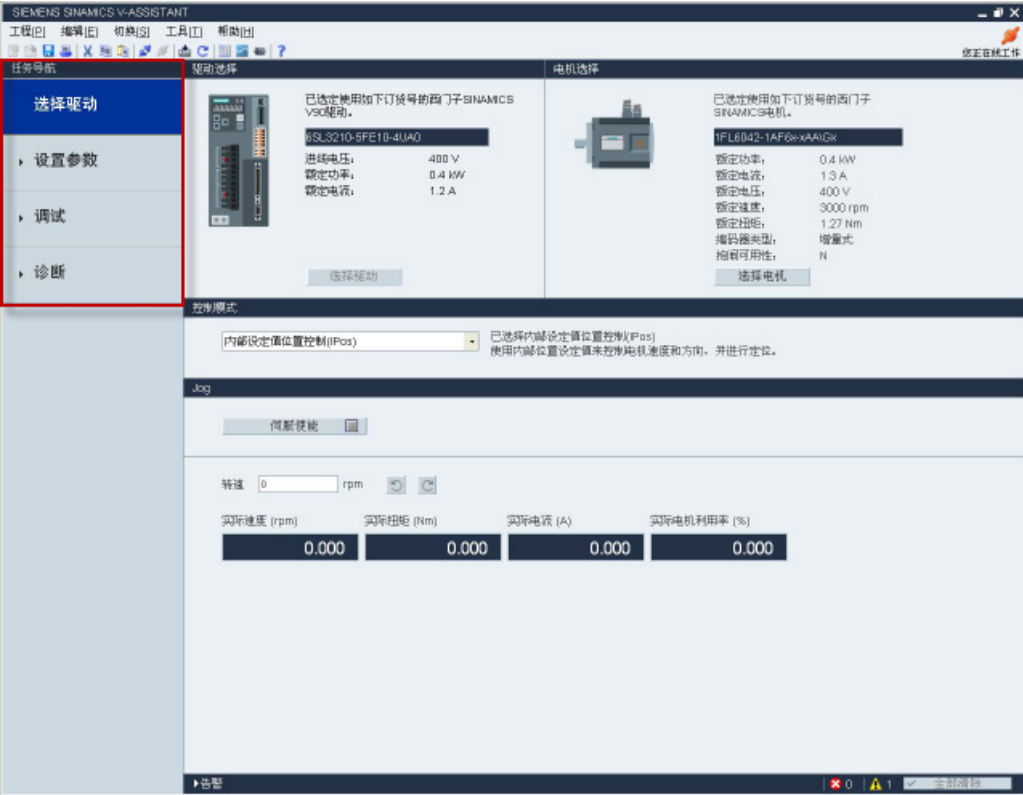 SIEMENS SINAMICS V-ASSISTANT
工程[P] 编辑[E] 切换[S] 工具[T] 帮助[H]
您正在线工作
任务导航 驱动选择 电机选择
选择驱动
设置参数
调试
诊断
已选定使用如下订货号的西门子SINAMICS
V90驱动。
6SL3210-5FE10-4UA0
进线电压: 400 V
额定功率: 0.4 kW
额定电流: 1.2 A
选择驱动
已选定使用如下订货号的西门子
SINAMICS电机。
1FL6042-1AF6x-xAA\Gx
额定功率: 0.4 kW
额定电流: 1.3 A
额定电压: 400 V
额定速度: 3000 rpm
额定扭矩: 1.27 Nm
编码器类型: 增量式
抱闸可用性: N
选择电机
控制模式
内部设定值位置控制(IPos)
已选择内部设定值位置控制(IPos)
使用内部位置设定值来控制电机速度和方向，并进行定位。
Jog
伺服使能
转速 0 rpm
实际速度 (rpm) 实际扭矩 (Nm) 实际电流 (A) 实际电机利用率 (%)
0.000 0.000 0.000 0.000
告警 0 1 全部清除